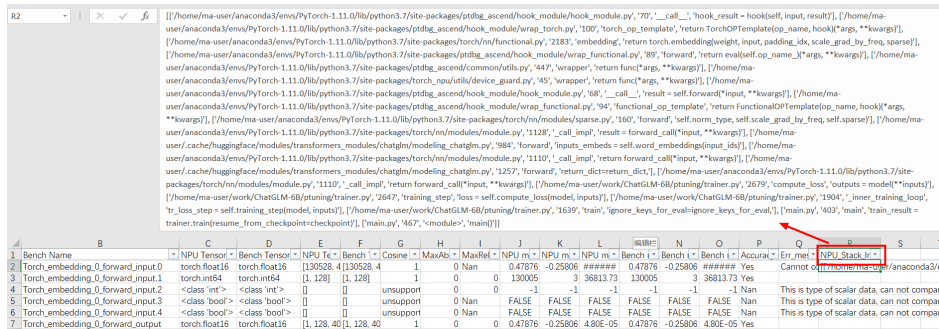 R2 fx [['/home/ma-user/anaconda3/envs/PyTorch-1.11.0/lib/python3.7/site-packages/ptdbg_ascend/hook_module/hook_module.py', '70', '__call__', 'hook_result = hook(self, input, result)'], ['/home/ma-
user/anaconda3/envs/PyTorch-1.11.0/lib/python3.7/site-packages/ptdbg_ascend/hook_module/wrap_torch.py', '100', 'torch_op_template', 'return TorchOPTemplate(op_name, hook)(*args, **kwargs)'],
['/home/ma-user/anaconda3/envs/PyTorch-1.11.0/lib/python3.7/site-packages/torch/nn/functional.py', '2183', 'embedding', 'return torch.embedding(weight, input, padding_idx, scale_grad_by_freq, sparse)'],
['/home/ma-user/anaconda3/envs/PyTorch-1.11.0/lib/python3.7/site-packages/ptdbg_ascend/hook_module/wrap_functional.py', '89', 'forward', 'return eval(self.op_name_)(*args, **kwargs)'], ['/home/ma-
user/anaconda3/envs/PyTorch-1.11.0/lib/python3.7/site-packages/ptdbg_ascend/common/utils.py', '447', 'wrapper', 'return func(*args, **kwargs)'], ['/home/ma-
user/anaconda3/envs/PyTorch-1.11.0/lib/python3.7/site-packages/torch_npu/utils/device_guard.py', '45', 'wrapper', 'return func(*args, **kwargs)'], ['/home/ma-
user/anaconda3/envs/PyTorch-1.11.0/lib/python3.7/site-packages/ptdbg_ascend/hook_module/hook_module.py', '68', '__call__', 'result = self.forward(*input, **kwargs)'], ['/home/ma-
user/anaconda3/envs/PyTorch-1.11.0/lib/python3.7/site-packages/ptdbg_ascend/hook_module/wrap_functional.py', '94', 'functional_op_template', 'return FunctionalOPTemplate(op_name, hook)(*args,
**kwargs)'], ['/home/ma-user/anaconda3/envs/PyTorch-1.11.0/lib/python3.7/site-packages/torch/nn/modules/sparse.py', '160', 'forward', 'self.norm_type, self.scale_grad_by_freq, self.sparse)'], ['/home/ma-
user/anaconda3/envs/PyTorch-1.11.0/lib/python3.7/site-packages/torch/nn/modules/module.py', '1128', '_call_impl', 'result = forward_call(*input, **kwargs)'], ['/home/ma-
user/.cache/huggingface/modules/transformers_modules/chatglm/modeling_chatglm.py', '984', 'forward', 'inputs_embeds = self.word_embeddings(input_ids)'], ['/home/ma-
user/anaconda3/envs/PyTorch-1.11.0/lib/python3.7/site-packages/torch/nn/modules/module.py', '1110', '_call_impl', 'return forward_call(*input, **kwargs)'], ['/home/ma-
user/.cache/huggingface/modules/transformers_modules/chatglm/modeling_chatglm.py', '1257', 'forward', 'return_dict=return_dict,'], ['/home/ma-user/anaconda3/envs/PyTorch-1.11.0/lib/python3.7/site-
packages/torch/nn/modules/module.py', '1110', '_call_impl', 'return forward_call(*input, **kwargs)'], ['/home/ma-user/work/ChatGLM-6B/ptuning/trainer.py', '2679', 'compute_loss', 'outputs = model(**inputs)'],
['/home/ma-user/work/ChatGLM-6B/ptuning/trainer.py', '2647', 'training_step', 'loss = self.compute_loss(model, inputs)'], ['/home/ma-user/work/ChatGLM-6B/ptuning/trainer.py', '1904', '_inner_training_loop',
'tr_loss_step = self.training_step(model, inputs)'], ['/home/ma-user/work/ChatGLM-6B/ptuning/trainer.py', '1639', 'train', 'ignore_keys_for_eval=ignore_keys_for_eval,'], ['main.py', '403', 'main', 'train_result =
trainer.train(resume_from_checkpoint=checkpoint)'], ['main.py', '467', '<module>', 'main()']]
B C D E F G H I J K L 编辑栏 N O P Q R S
1 Bench Name NPU Tensor Bench Tensor NPU Te Bench Cosine MaxAb MaxRel NPU m NPU m NPU m Bench Bench Bench Accura Err_mes NPU_Stack_In
2 Torch_embedding_0_forward_input.0 torch.float16 torch.float16 [130528, 4 [130528, 4 1 0 Nan 0.47876 -0.25806 ###### 0.47876 -0.25806 ###### Yes Cannot co [['/home/ma-user/anaconda3/
3 Torch_embedding_0_forward_input.1 torch.int64 torch.int64 [1, 128] [1, 128] 1 0 0 130005 3 36813.73 130005 3 36813.73 Yes
4 Torch_embedding_0_forward_input.2 <class 'int'> <class 'int'> [] [] unsupport 0 0 -1 -1 -1 -1 -1 -1 Nan This is type of scalar data, can not compa
5 Torch_embedding_0_forward_input.3 <class 'bool'> <class 'bool'> [] [] unsupport 0 Nan FALSE FALSE FALSE FALSE FALSE FALSE Nan This is type of scalar data, can not compa
6 Torch_embedding_0_forward_input.4 <class 'bool'> <class 'bool'> [] [] unsupport 0 Nan FALSE FALSE FALSE FALSE FALSE FALSE Nan This is type of scalar data, can not compa
7 Torch_embedding_0_forward_output torch.float16 torch.float16 [1, 128, 40 [1, 128, 40 1 0 0 0.47876 -0.25806 4.80E-05 0.47876 -0.25806 4.80E-05 Yes